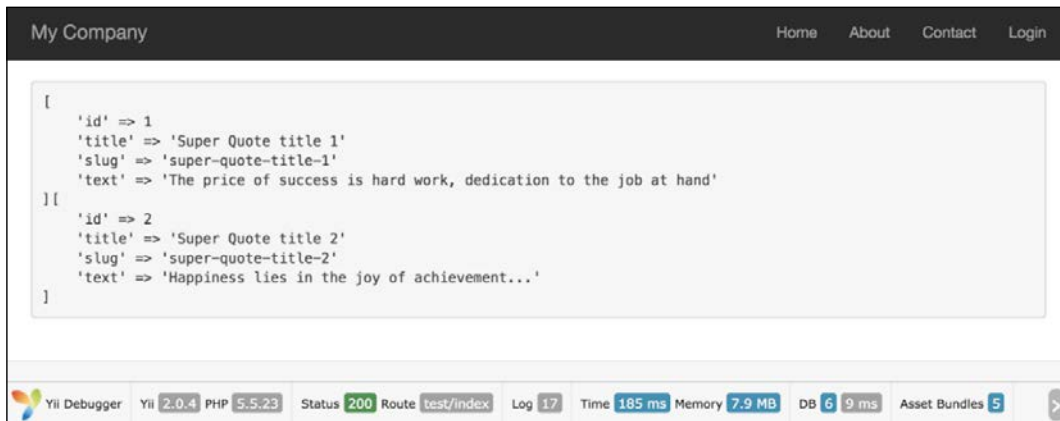 My Company Home About Contact Login
[
    'id' => 1
    'title' => 'Super Quote title 1'
    'slug' => 'super-quote-title-1'
    'text' => 'The price of success is hard work, dedication to the job at hand'
][
    'id' => 2
    'title' => 'Super Quote title 2'
    'slug' => 'super-quote-title-2'
    'text' => 'Happiness lies in the joy of achievement...'
]
Yii Debugger Yii 2.0.4 PHP 5.5.23 Status 200 Route test/index Log 17 Time 185 ms Memory 7.9 MB DB 6 9 ms Asset Bundles 5